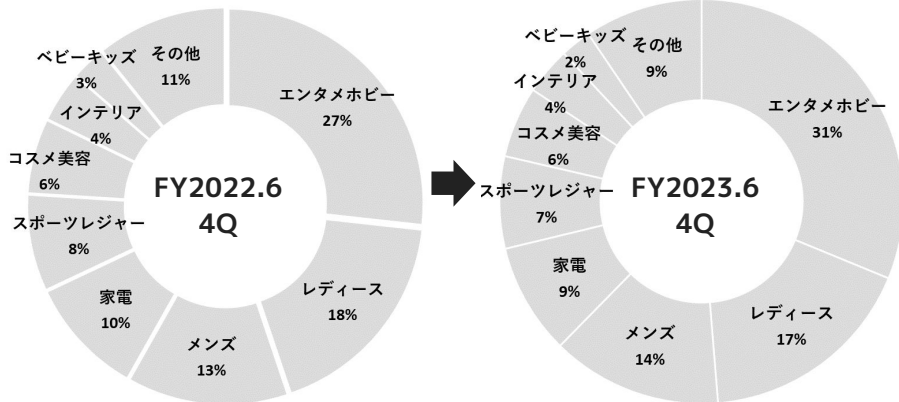 エンタメホビー
27%
レディース
18%
メンズ
13%
家電
10%
スポーツレジャー
8%
コスメ美容
6%
インテリア
4%
ベビーキッズ
3%
その他
11%
FY2022.6
4Q
エンタメホビー
31%
レディース
17%
メンズ
14%
家電
9%
スポーツレジャー
7%
コスメ美容
6%
インテリア
4%
ベビーキッズ
2%
その他
9%
FY2023.6
4Q